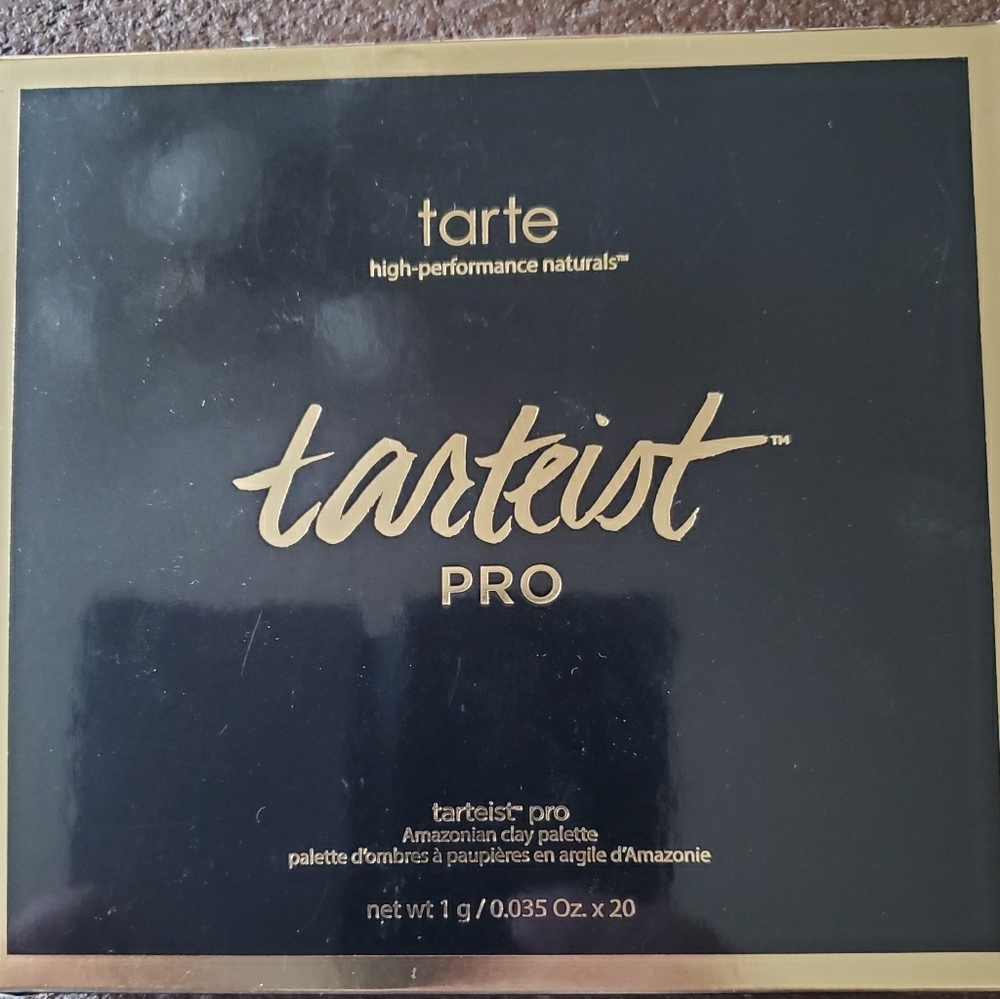 tarte
high-performance naturals™
tarteist™
PRO
tarteist™ pro
Amazonian clay palette
palette d'ombres à paupières en argile d'Amazonie
net wt 1 g / 0.035 Oz. x 20